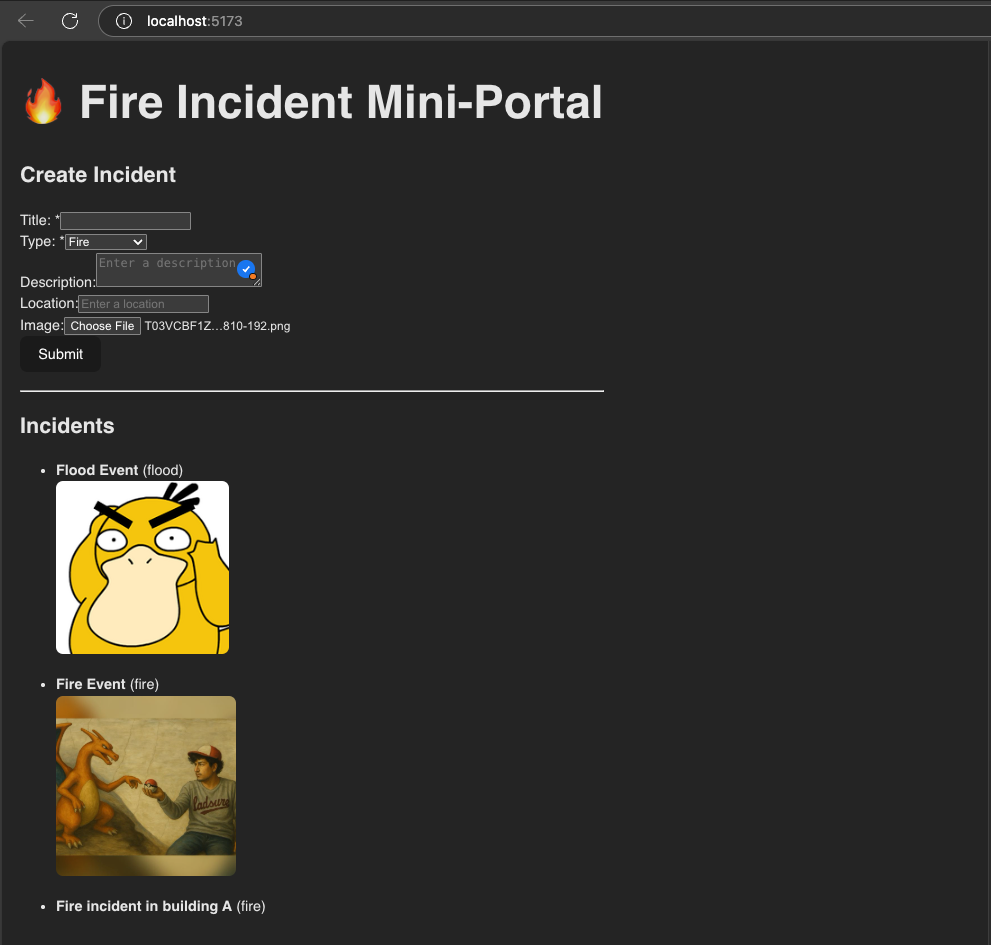 localhost:5173
🔥 Fire Incident Mini-Portal
Create Incident
Title: *
Type: * Fire
Description: Enter a description
Location: Enter a location
Image: Choose File T03VCBF1Z…810-192.png
Submit
Incidents
• Flood Event (flood)
• Fire Event (fire)
Ladsure
• Fire incident in building A (fire)